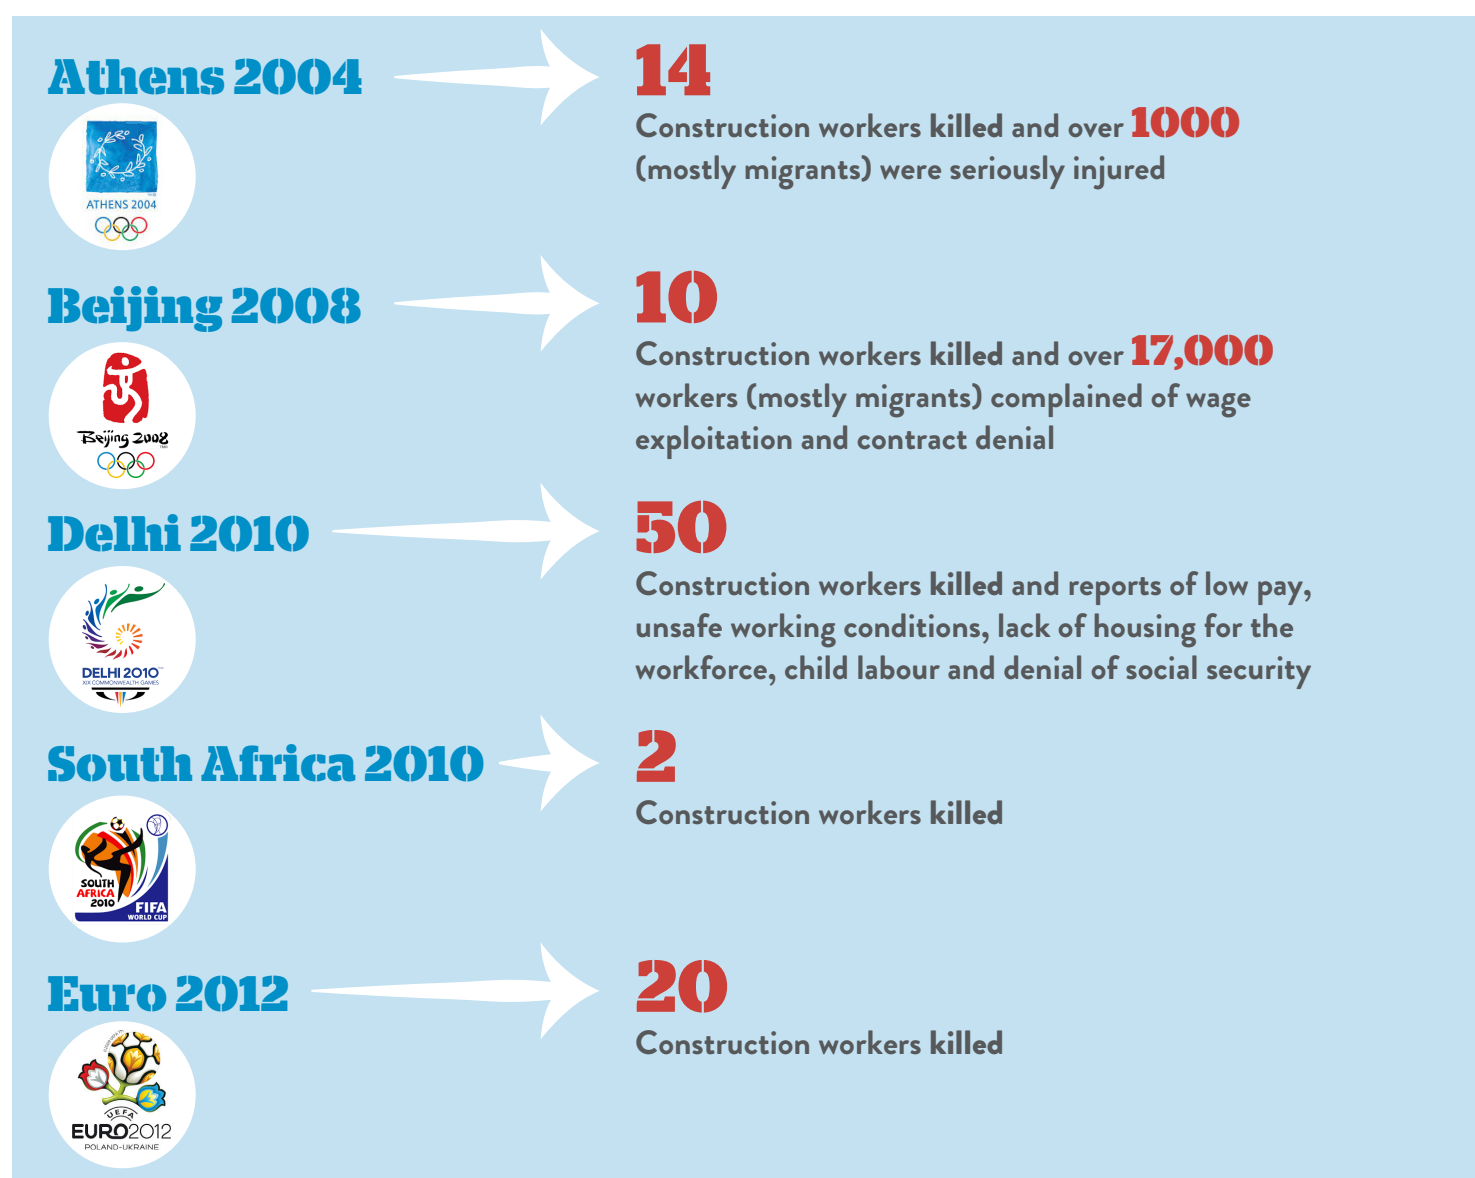 Athens 2004
14
Construction workers killed and over 1000
(mostly migrants) were seriously injured
ATHENS 2004
Beijing 2008
10
Construction workers killed and over 17,000
workers (mostly migrants) complained of wage
exploitation and contract denial
Beijing 2008
Delhi 2010
50
Construction workers killed and reports of low pay,
unsafe working conditions, lack of housing for the
workforce, child labour and denial of social security
DELHI 2010
XIX COMMONWEALTH GAMES
South Africa 2010
2
Construction workers killed
SOUTH
AFRICA
2010
FIFA
WORLD CUP
Euro 2012
20
Construction workers killed
UEFA
EURO2012
POLAND-UKRAINE